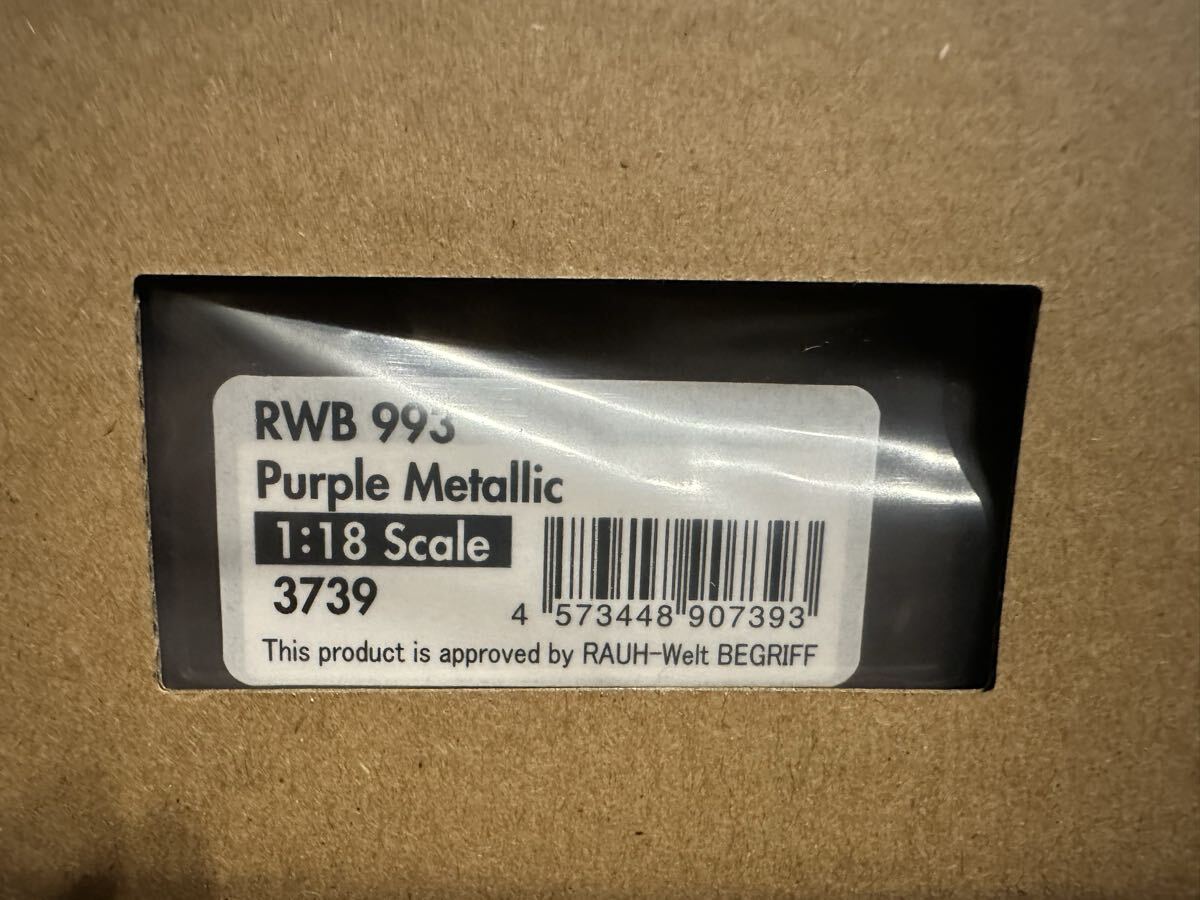 RWB 993
Purple Metallic
1:18 Scale
3739
4 573448 907393
This product is approved by RAUH-Welt BEGRIFF